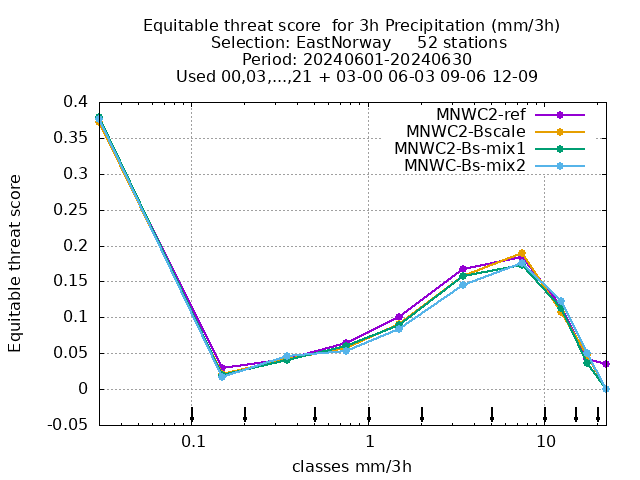 Equitable threat score  for 3h Precipitation (mm/3h)
Selection: EastNorway     52 stations
Period: 20240601-20240630
Used 00,03,...,21 + 03-00 06-03 09-06 12-09
MNWC2-ref
MNWC2-Bscale
MNWC2-Bs-mix1
MNWC-Bs-mix2
0.4
0.35
0.3
0.25
0.2
0.15
0.1
0.05
0
-0.05
Equitable threat score
0.1
1
10
classes mm/3h